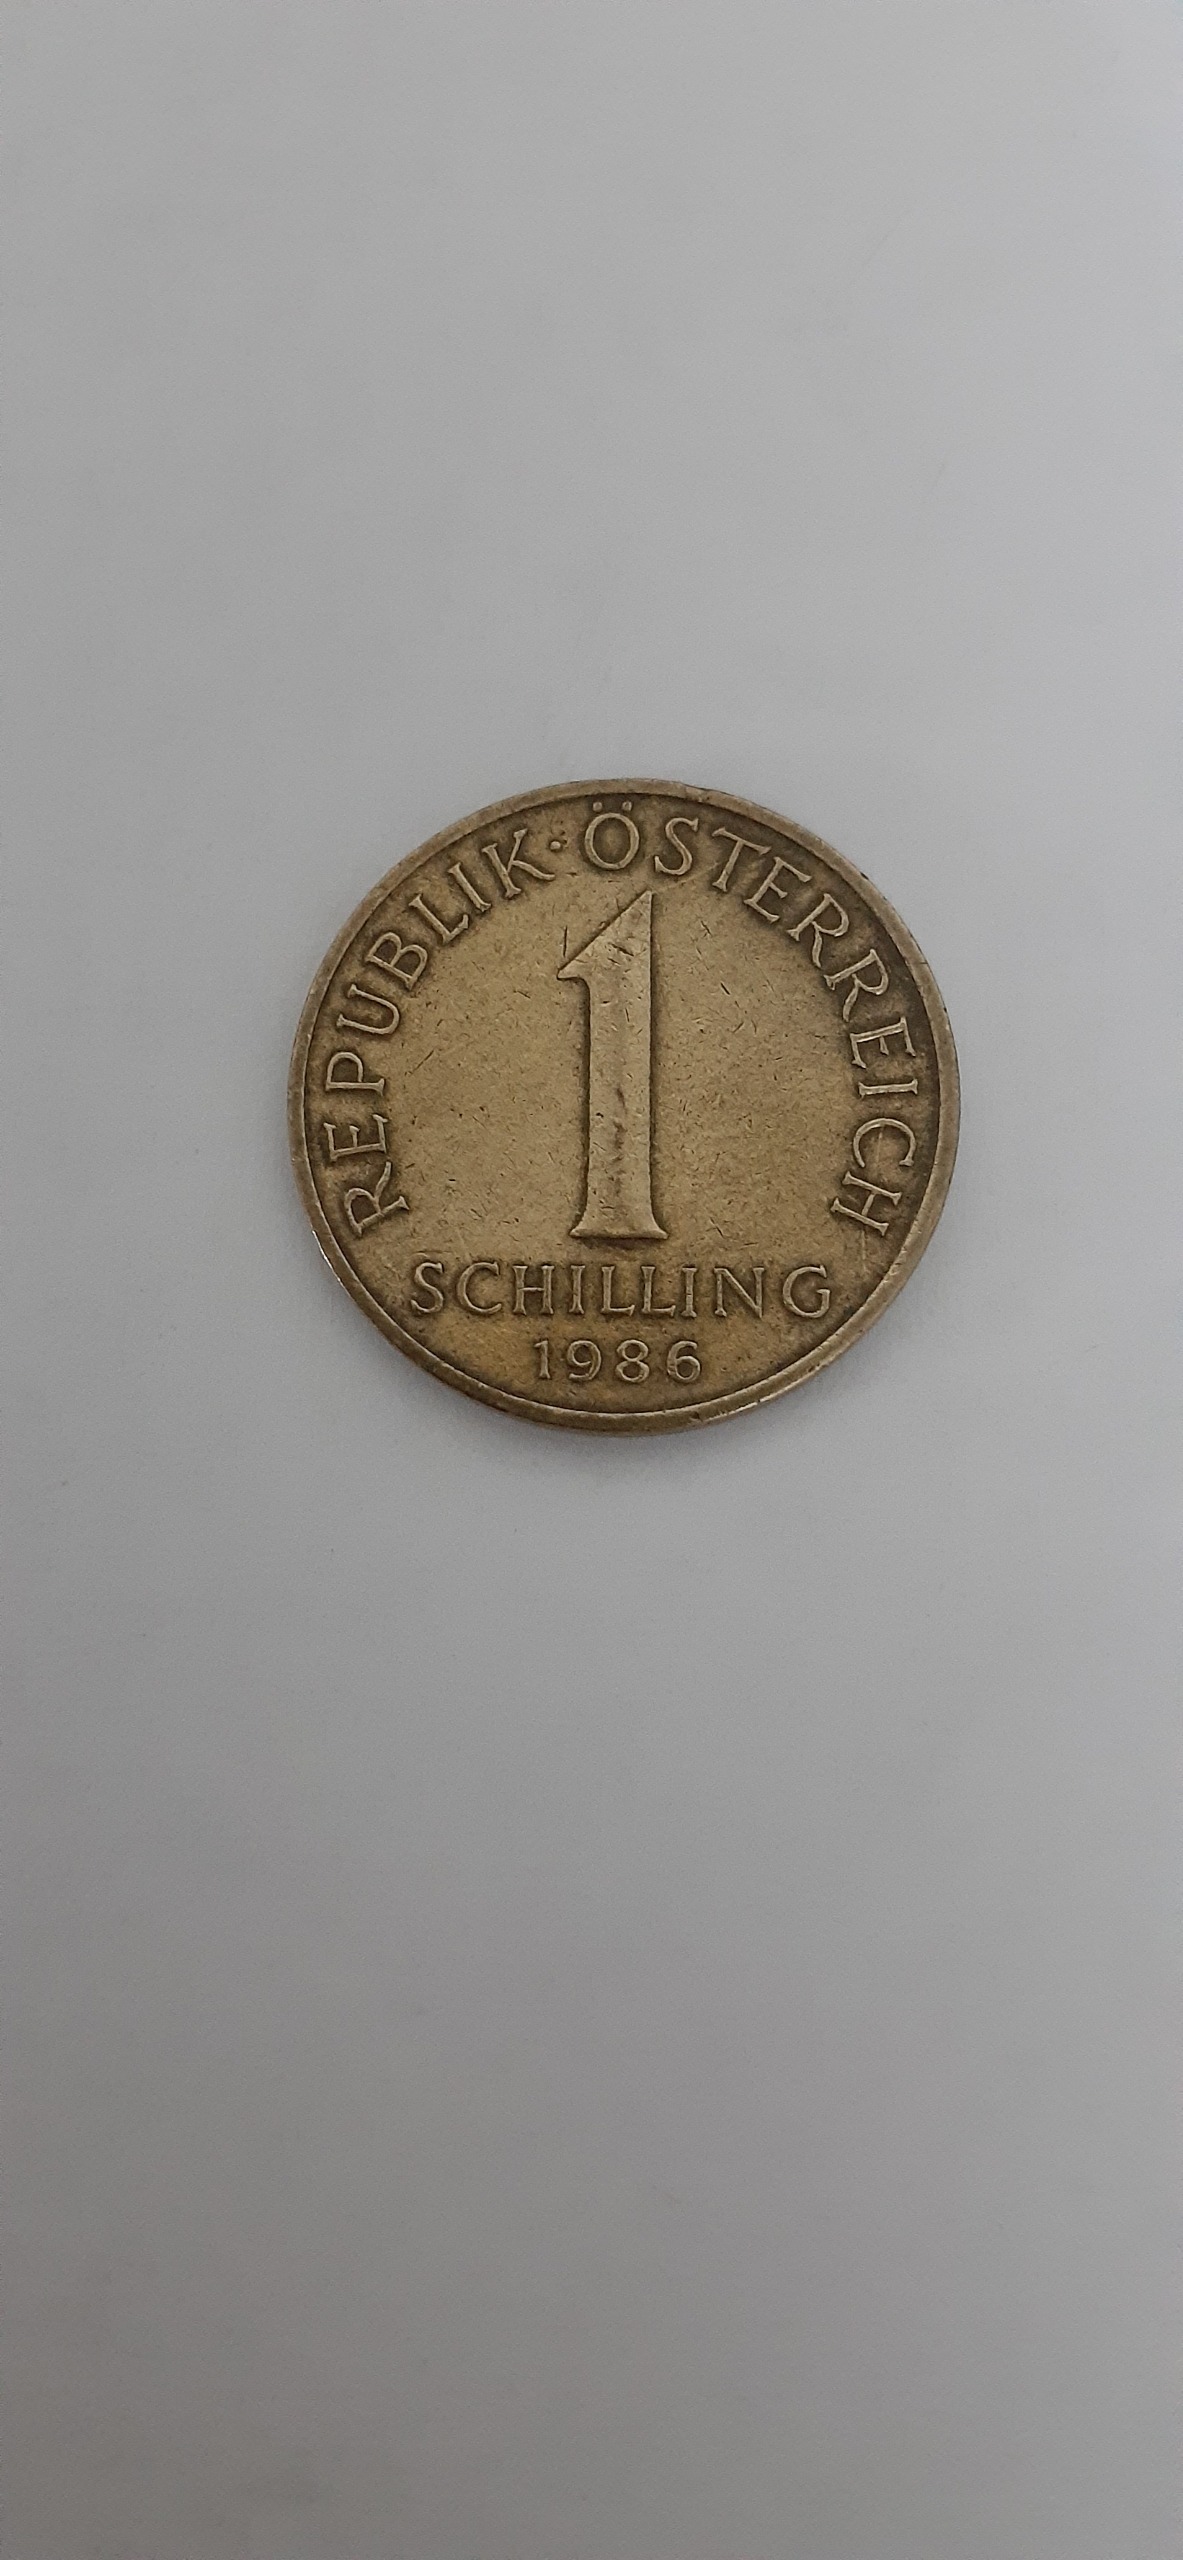 REPUBLIK·ÖSTERREICH
1
SCHILLING
1986